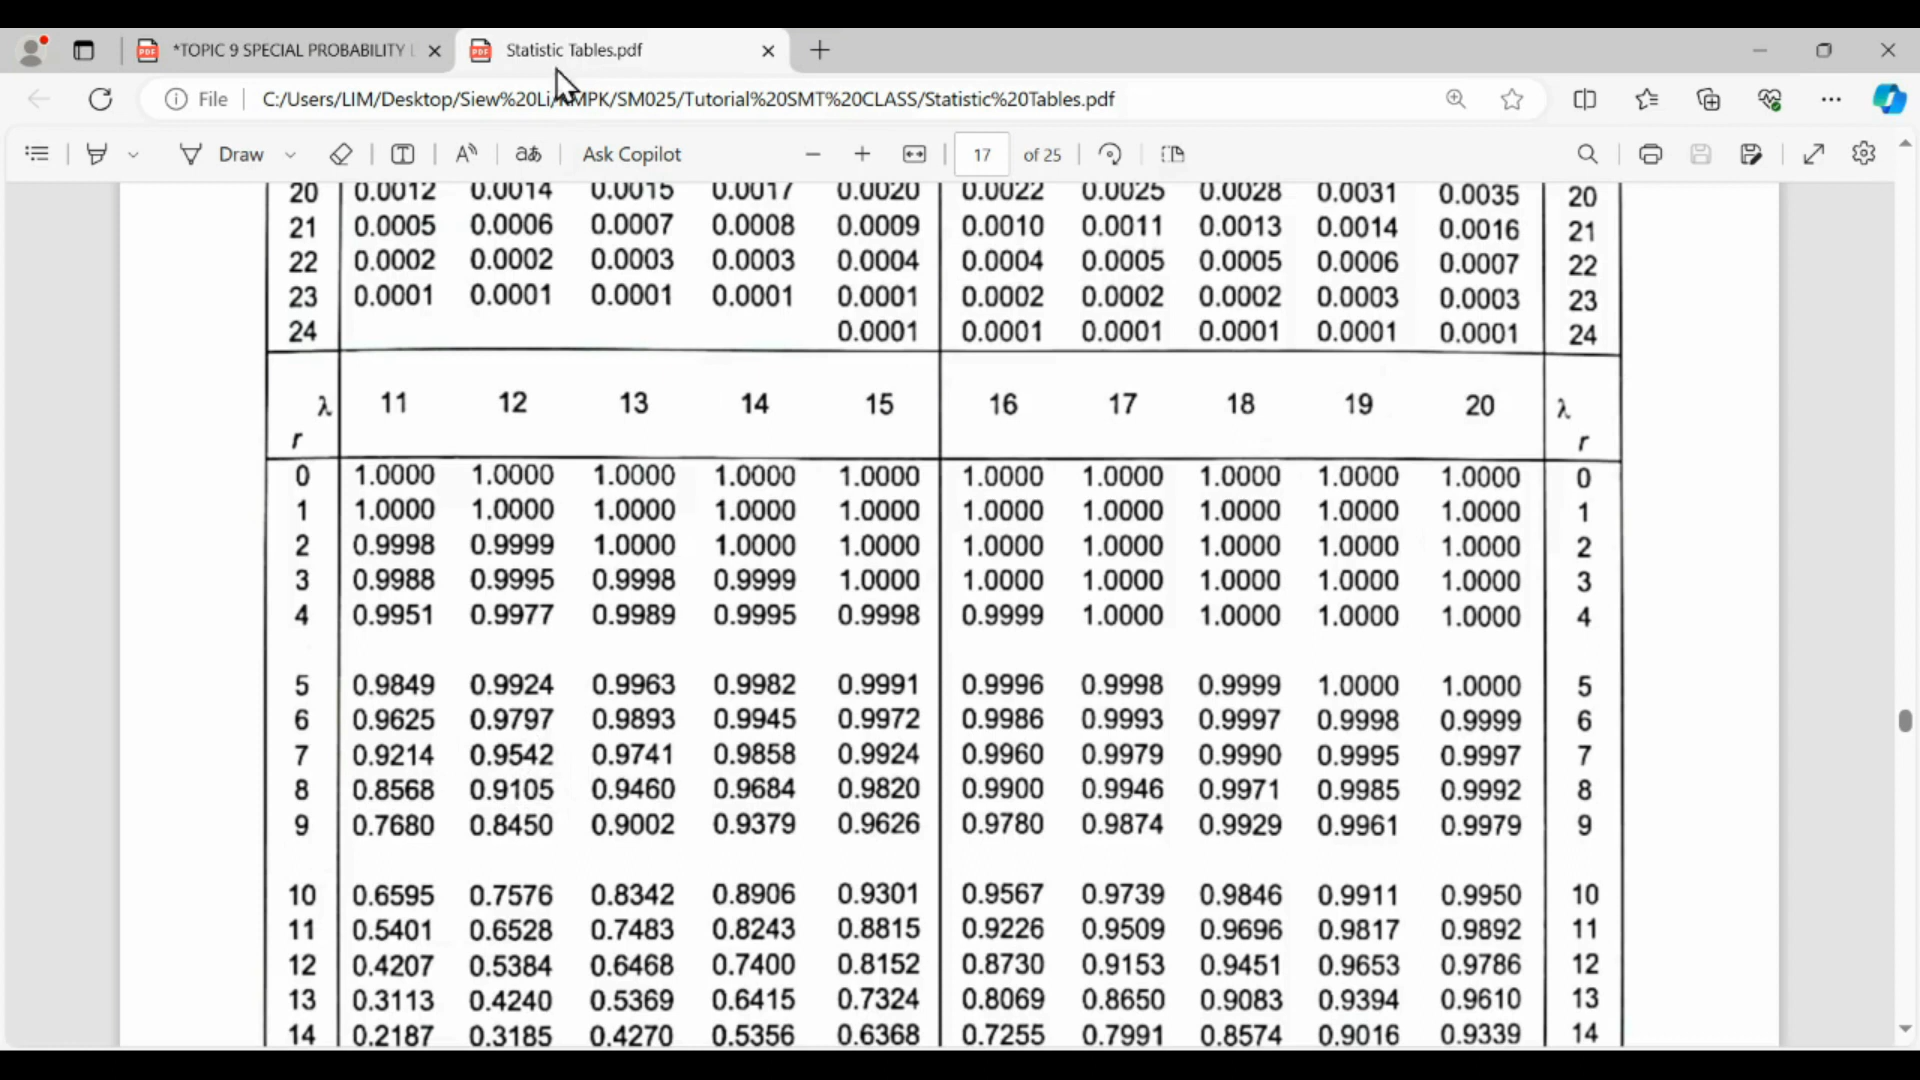 *TOPIC 9 SPECIAL PROBABILITY Statistic Tables.pdf
File C:/Users/LIM/Desktop/Siew%20Li/KMPK/SM025/Tutorial%20SMT%20CLASS/Statistic%20Tables.pdf
Draw Ask Copilot 17 of 25
20 0.0012 0.0014 0.0015 0.0017 0.0020 0.0022 0.0025 0.0028 0.0031 0.0035 20
21 0.0005 0.0006 0.0007 0.0008 0.0009 0.0010 0.0011 0.0013 0.0014 0.0016 21
22 0.0002 0.0002 0.0003 0.0003 0.0004 0.0004 0.0005 0.0005 0.0006 0.0007 22
23 0.0001 0.0001 0.0001 0.0001 0.0001 0.0002 0.0002 0.0002 0.0003 0.0003 23
24 0.0001 0.0001 0.0001 0.0001 0.0001 0.0001 24
λ 11 12 13 14 15 16 17 18 19 20 λ
r r
0 1.0000 1.0000 1.0000 1.0000 1.0000 1.0000 1.0000 1.0000 1.0000 1.0000 0
1 1.0000 1.0000 1.0000 1.0000 1.0000 1.0000 1.0000 1.0000 1.0000 1.0000 1
2 0.9998 0.9999 1.0000 1.0000 1.0000 1.0000 1.0000 1.0000 1.0000 1.0000 2
3 0.9988 0.9995 0.9998 0.9999 1.0000 1.0000 1.0000 1.0000 1.0000 1.0000 3
4 0.9951 0.9977 0.9989 0.9995 0.9998 0.9999 1.0000 1.0000 1.0000 1.0000 4
5 0.9849 0.9924 0.9963 0.9982 0.9991 0.9996 0.9998 0.9999 1.0000 1.0000 5
6 0.9625 0.9797 0.9893 0.9945 0.9972 0.9986 0.9993 0.9997 0.9998 0.9999 6
7 0.9214 0.9542 0.9741 0.9858 0.9924 0.9960 0.9979 0.9990 0.9995 0.9997 7
8 0.8568 0.9105 0.9460 0.9684 0.9820 0.9900 0.9946 0.9971 0.9985 0.9992 8
9 0.7680 0.8450 0.9002 0.9379 0.9626 0.9780 0.9874 0.9929 0.9961 0.9979 9
10 0.6595 0.7576 0.8342 0.8906 0.9301 0.9567 0.9739 0.9846 0.9911 0.9950 10
11 0.5401 0.6528 0.7483 0.8243 0.8815 0.9226 0.9509 0.9696 0.9817 0.9892 11
12 0.4207 0.5384 0.6468 0.7400 0.8152 0.8730 0.9153 0.9451 0.9653 0.9786 12
13 0.3113 0.4240 0.5369 0.6415 0.7324 0.8069 0.8650 0.9083 0.9394 0.9610 13
14 0.2187 0.3185 0.4270 0.5356 0.6368 0.7255 0.7991 0.8574 0.9016 0.9339 14